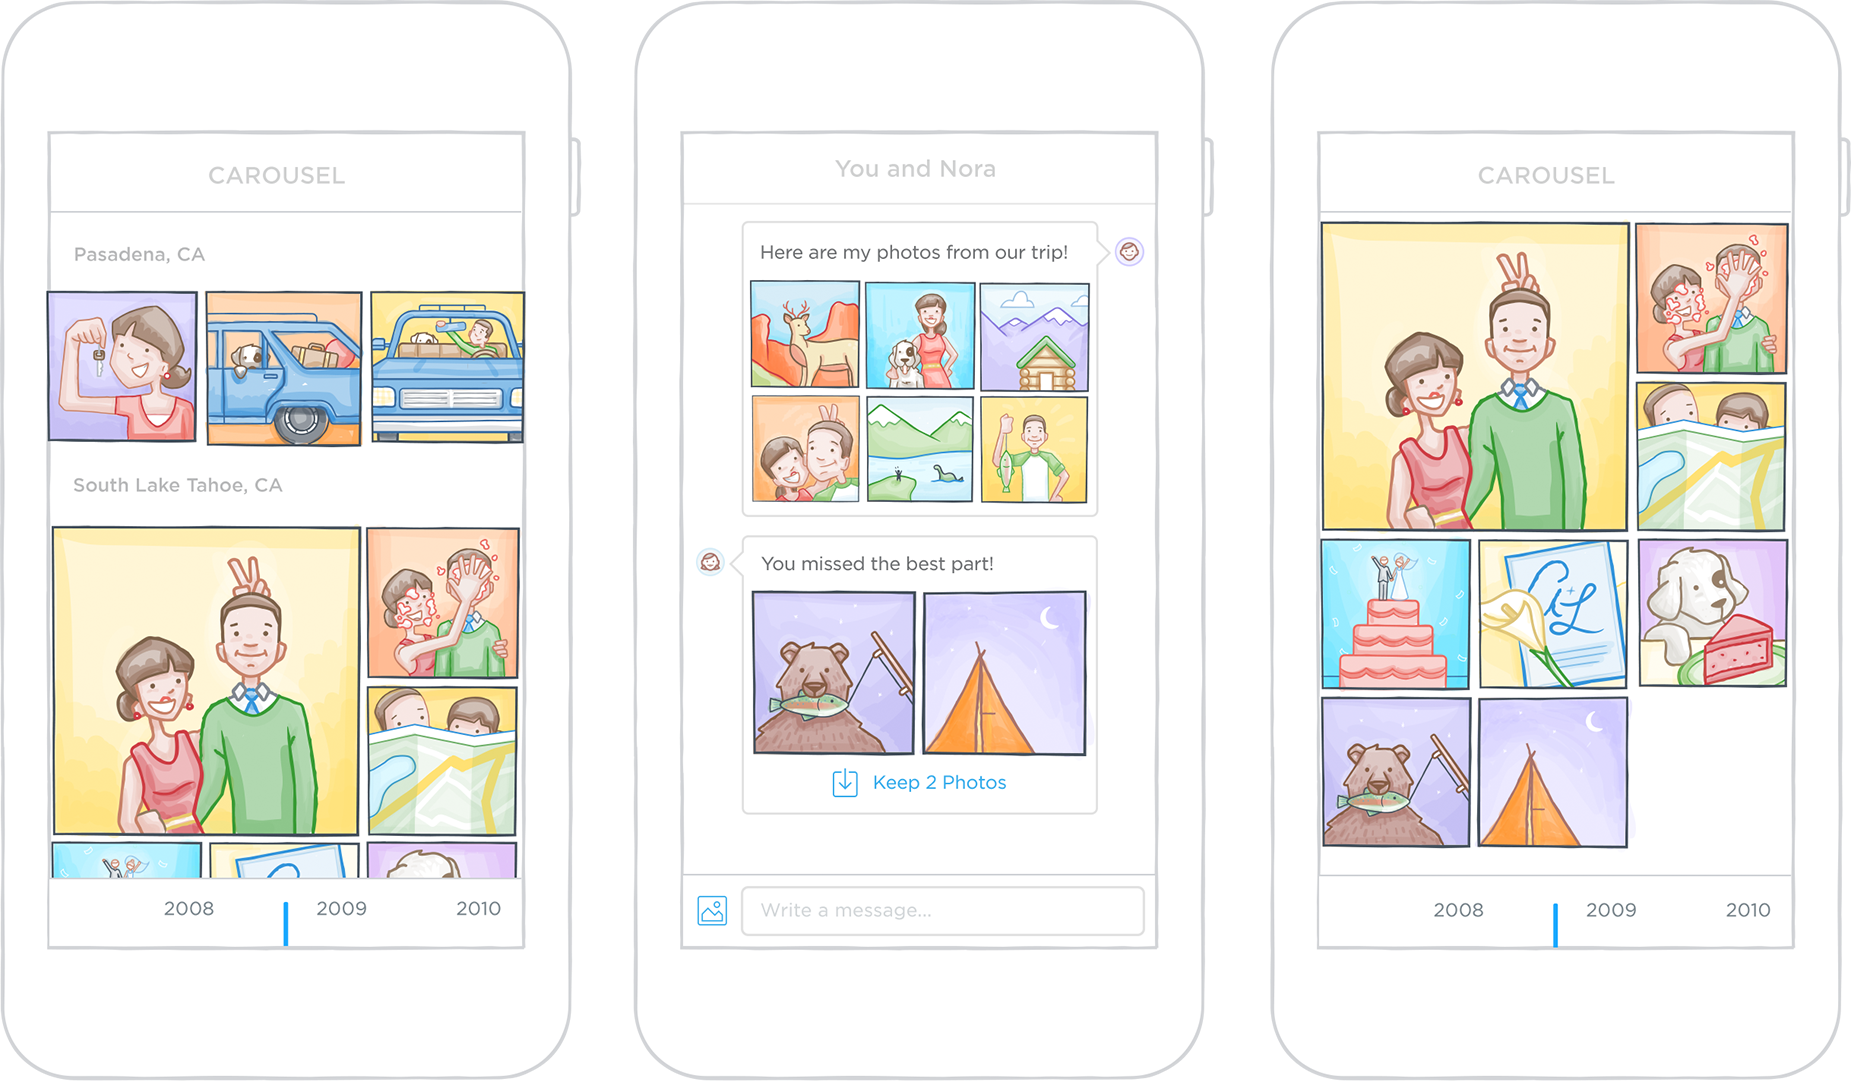 CAROUSEL
Pasadena, CA
South Lake Tahoe, CA
2008 2009 2010
You and Nora
Here are my photos from our trip!
You missed the best part!
Keep 2 Photos
Write a message...
CAROUSEL
2008 2009 2010